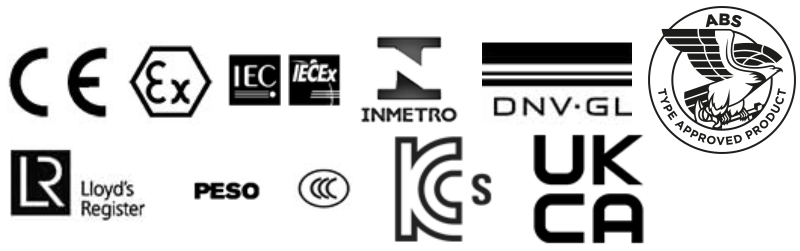 CE
Ex
IEC
IECEx
INMETRO
DNV·GL
ABS
TYPE APPROVED PRODUCT
LR
Lloyd's
Register
PESO
CCC
KCs
UK
CA